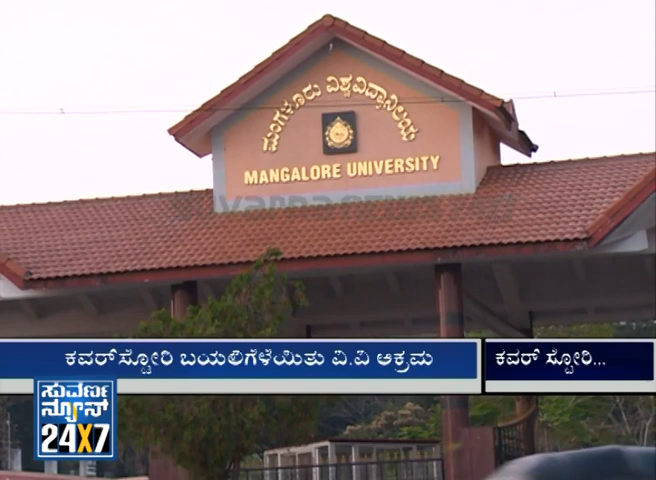 ಮಂಗಳೂರು ವಿಶ್ವವಿದ್ಯಾನಿಲಯ
MANGALORE UNIVERSITY
ಕವರ್‌ಸ್ಟೋರಿ ಬಯಲಿಗೆಳೆಯಿತು ವಿ.ವಿ ಅಕ್ರಮ
ಕವರ್ ಸ್ಟೋರಿ...
ಸುವರ್ಣ
ನ್ಯೂಸ್
24X7